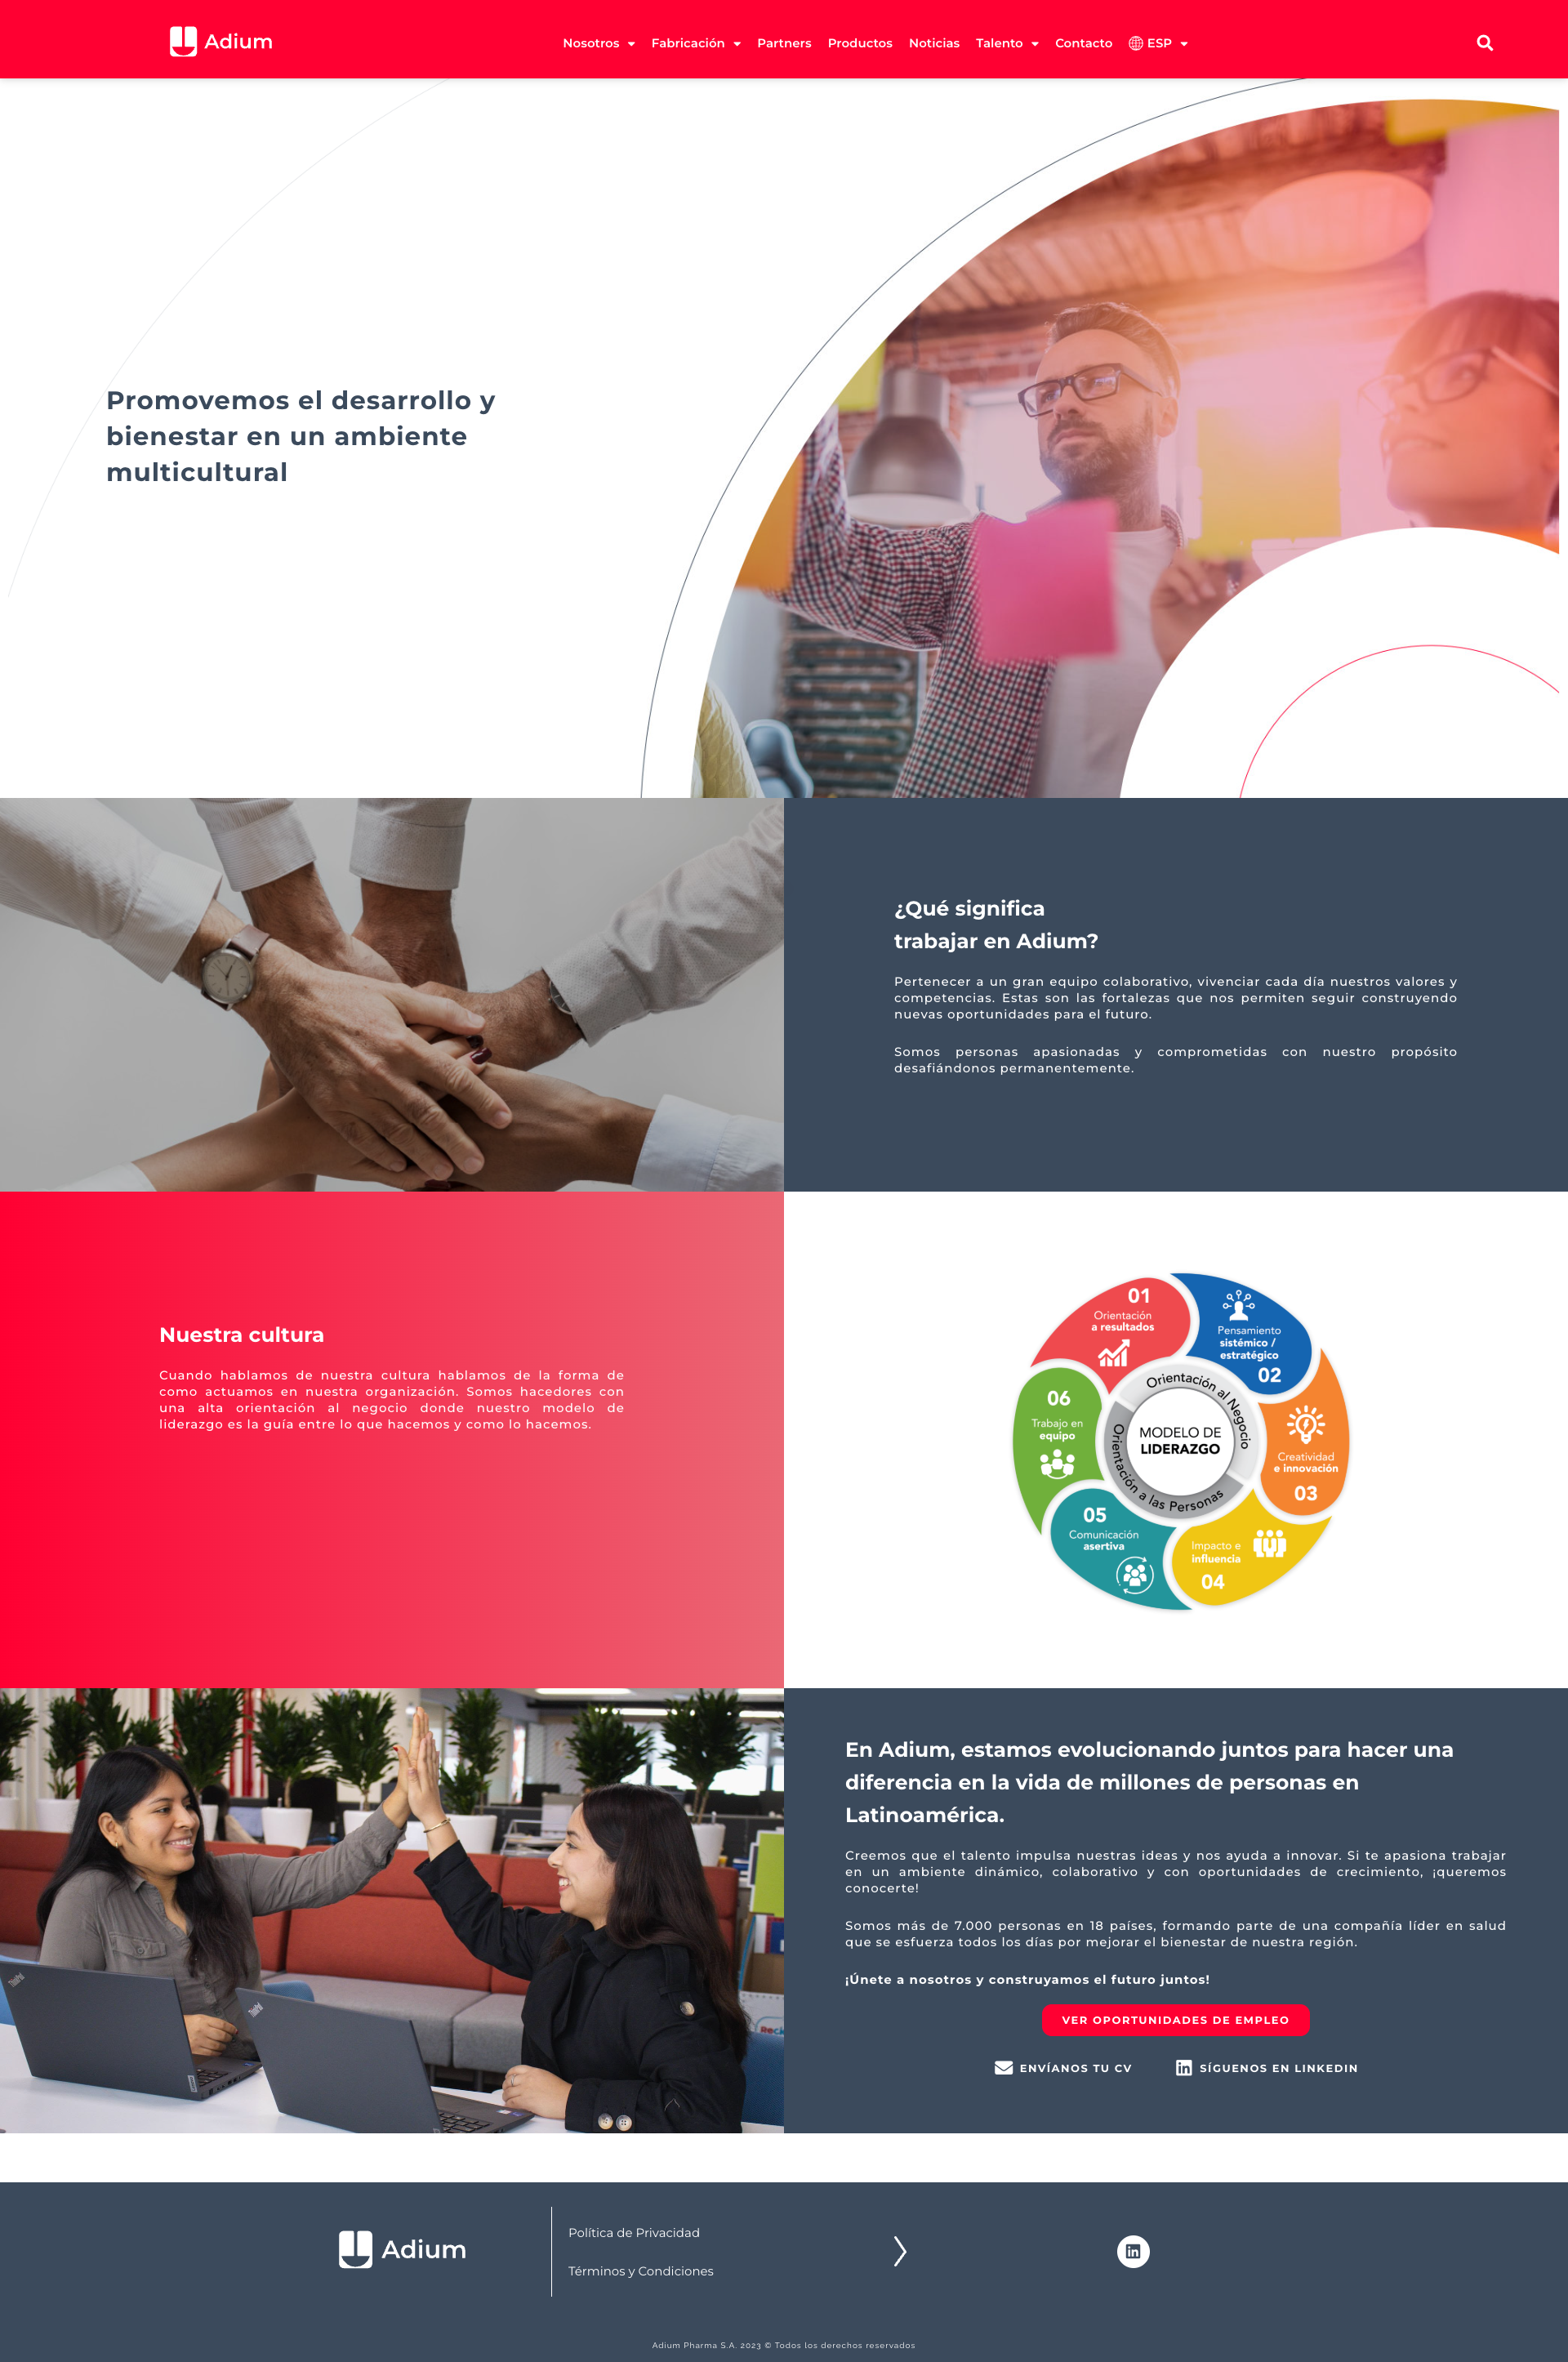 Adium
Nosotros Fabricación Partners Productos Noticias Talento Contacto ESP
Promovemos el desarrollo y
bienestar en un ambiente
multicultural
¿Qué significa
trabajar en Adium?
Pertenecer a un gran equipo colaborativo, vivenciar cada día nuestros valores y
competencias. Estas son las fortalezas que nos permiten seguir construyendo
nuevas oportunidades para el futuro.
Somos personas apasionadas y comprometidas con nuestro propósito
desafiándonos permanentemente.
Nuestra cultura
Cuando hablamos de nuestra cultura hablamos de la forma de
como actuamos en nuestra organización. Somos hacedores con
una alta orientación al negocio donde nuestro modelo de
liderazgo es la guía entre lo que hacemos y como lo hacemos.
01
Orientación
a resultados
Pensamiento
sistémico /
estratégico
02
Creatividad
e innovación
03
Impacto e
influencia
04
05
Comunicación
asertiva
06
Trabajo en
equipo
Orientación al Negocio
MODELO DE
LIDERAZGO
Orientación a las Personas
En Adium, estamos evolucionando juntos para hacer una
diferencia en la vida de millones de personas en
Latinoamérica.
Creemos que el talento impulsa nuestras ideas y nos ayuda a innovar. Si te apasiona trabajar
en un ambiente dinámico, colaborativo y con oportunidades de crecimiento, ¡queremos
conocerte!
Somos más de 7.000 personas en 18 países, formando parte de una compañía líder en salud
que se esfuerza todos los días por mejorar el bienestar de nuestra región.
¡Únete a nosotros y construyamos el futuro juntos!
VER OPORTUNIDADES DE EMPLEO
ENVÍANOS TU CV SÍGUENOS EN LINKEDIN
ThinkPad
ThinkPad
Adium
Política de Privacidad
Términos y Condiciones
Adium Pharma S.A. 2023 © Todos los derechos reservados